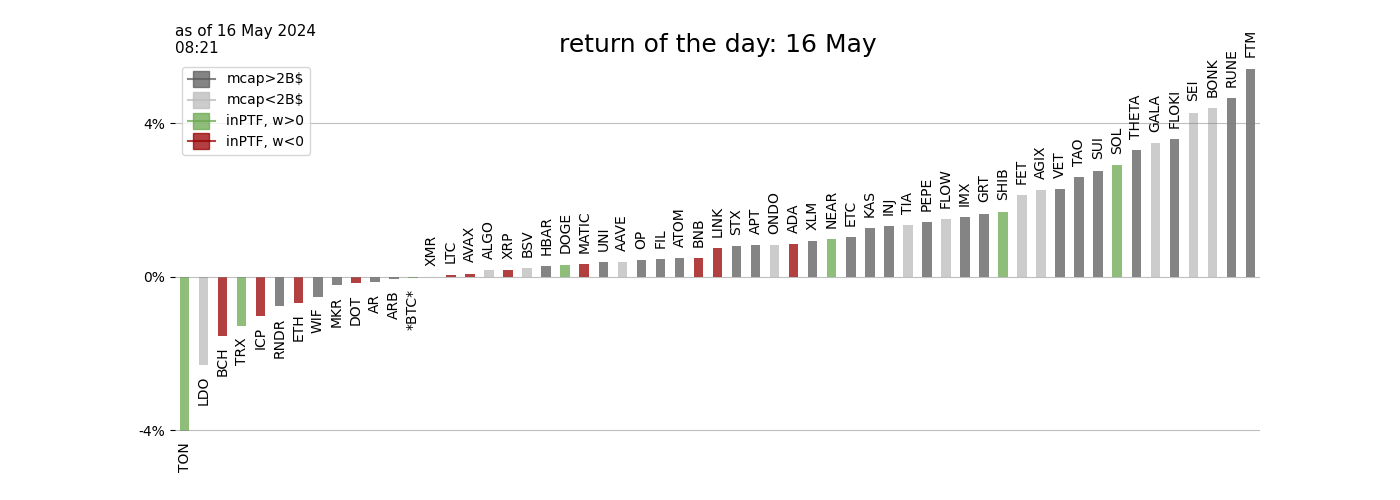 as of 16 May 2024
08:21
return of the day: 16 May
mcap>2B$
mcap<2B$
inPTF, w>0
inPTF, w<0
4%
0%
-4%
TON
LDO
BCH
TRX
ICP
RNDR
ETH
WIF
MKR
DOT
AR
ARB
*BTC*
XMR
LTC
AVAX
ALGO
XRP
BSV
HBAR
DOGE
MATIC
UNI
AAVE
OP
FIL
ATOM
BNB
LINK
STX
APT
ONDO
ADA
XLM
NEAR
ETC
KAS
INJ
TIA
PEPE
FLOW
IMX
GRT
SHIB
FET
AGIX
VET
TAO
SUI
SOL
THETA
GALA
FLOKI
SEI
BONK
RUNE
FTM